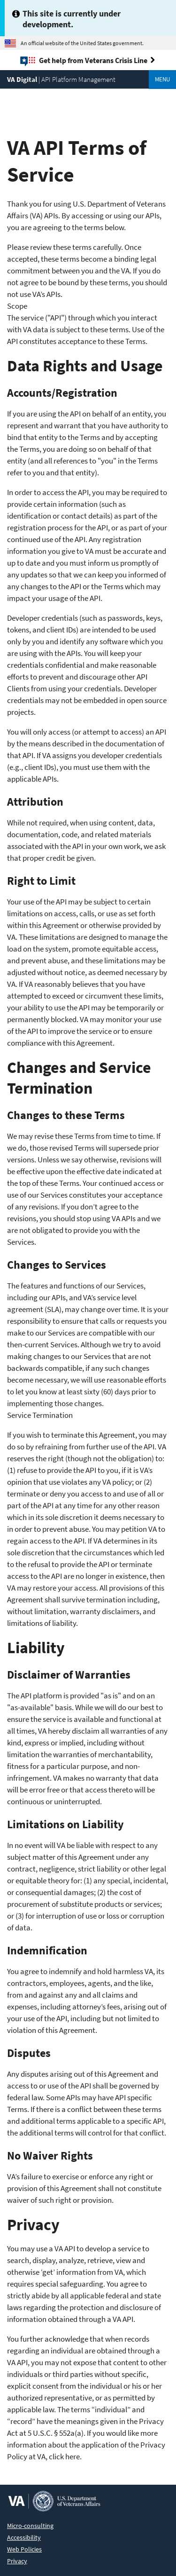 This site is currently under
development.
An official website of the United States government.
Get help from Veterans Crisis Line
VA Digital | API Platform Management
MENU
VA API Terms of
Service
Thank you for using U.S. Department of Veterans
Affairs (VA) APIs. By accessing or using our APIs,
you are agreeing to the terms below.
Please review these terms carefully. Once
accepted, these terms become a binding legal
commitment between you and the VA. If you do
not agree to be bound by these terms, you should
not use VA's APIs.
Scope
The service ("API") through which you interact
with VA data is subject to these terms. Use of the
API constitutes acceptance to these Terms.
Data Rights and Usage
Accounts/Registration
If you are using the API on behalf of an entity, you
represent and warrant that you have authority to
to bind that entity to the Terms and by accepting
the Terms, you are doing so on behalf of that
entity (and all references to "you" in the Terms
refer to you and that entity).
In order to access the API, you may be required to
provide certain information (such as
identification or contact details) as part of the
registration process for the API, or as part of your
continued use of the API. Any registration
information you give to VA must be accurate and
up to date and you must inform us promptly of
any updates so that we can keep you informed of
any changes to the API or the Terms which may
impact your usage of the API.
Developer credentials (such as passwords, keys,
tokens, and client IDs) are intended to be used
only by you and identify any software which you
are using with the APIs. You will keep your
credentials confidential and make reasonable
efforts to prevent and discourage other API
Clients from using your credentials. Developer
credentials may not be embedded in open source
projects.
You will only access (or attempt to access) an API
by the means described in the documentation of
that API. If VA assigns you developer credentials
(e.g., client IDs), you must use them with the
applicable APIs.
Attribution
While not required, when using content, data,
documentation, code, and related materials
associated with the API in your own work, we ask
that proper credit be given.
Right to Limit
Your use of the API may be subject to certain
limitations on access, calls, or use as set forth
within this Agreement or otherwise provided by
VA. These limitations are designed to manage the
load on the system, promote equitable access,
and prevent abuse, and these limitations may be
adjusted without notice, as deemed necessary by
VA. If VA reasonably believes that you have
attempted to exceed or circumvent these limits,
your ability to use the API may be temporarily or
permanently blocked. VA may monitor your use
of the API to improve the service or to ensure
compliance with this Agreement.
Changes and Service
Termination
Changes to these Terms
We may revise these Terms from time to time. If
we do, those revised Terms will supersede prior
versions. Unless we say otherwise, revisions will
be effective upon the effective date indicated at
the top of these Terms. Your continued access or
use of our Services constitutes your acceptance
of any revisions. If you don't agree to the
revisions, you should stop using VA APIs and we
are not obligated to provide you with the
Services.
Changes to Services
The features and functions of our Services,
including our APIs, and VA's service level
agreement (SLA), may change over time. It is your
responsibility to ensure that calls or requests you
make to our Services are compatible with our
then-current Services. Although we try to avoid
making changes to our Services that are not
backwards compatible, if any such changes
become necessary, we will use reasonable efforts
to let you know at least sixty (60) days prior to
implementing those changes.
Service Termination
If you wish to terminate this Agreement, you may
do so by refraining from further use of the API. VA
reserves the right (though not the obligation) to:
(1) refuse to provide the API to you, if it is VA's
opinion that use violates any VA policy; or (2)
terminate or deny you access to and use of all or
part of the API at any time for any other reason
which in its sole discretion it deems necessary to
in order to prevent abuse. You may petition VA to
regain access to the API. If VA determines in its
sole discretion that the circumstances which led
to the refusal to provide the API or terminate
access to the API are no longer in existence, then
VA may restore your access. All provisions of this
Agreement shall survive termination including,
without limitation, warranty disclaimers, and
limitations of liability.
Liability
Disclaimer of Warranties
The API platform is provided "as is" and on an
"as-available" basis. While we will do our best to
ensure the service is available and functional at
all times, VA hereby disclaim all warranties of any
kind, express or implied, including without
limitation the warranties of merchantability,
fitness for a particular purpose, and non-
infringement. VA makes no warranty that data
will be error free or that access thereto will be
continuous or uninterrupted.
Limitations on Liability
In no event will VA be liable with respect to any
subject matter of this Agreement under any
contract, negligence, strict liability or other legal
or equitable theory for: (1) any special, incidental,
or consequential damages; (2) the cost of
procurement of substitute products or services;
or (3) for interruption of use or loss or corruption
of data.
Indemnification
You agree to indemnify and hold harmless VA, its
contractors, employees, agents, and the like,
from and against any and all claims and
expenses, including attorney's fees, arising out of
your use of the API, including but not limited to
violation of this Agreement.
Disputes
Any disputes arising out of this Agreement and
access to or use of the API shall be governed by
federal law. Some APIs may have API specific
Terms. If there is a conflict between these terms
and additional terms applicable to a specific API,
the additional terms will control for that conflict.
No Waiver Rights
VA's failure to exercise or enforce any right or
provision of this Agreement shall not constitute
waiver of such right or provision.
Privacy
You may use a VA API to develop a service to
search, display, analyze, retrieve, view and
otherwise 'get' information from VA, which
requires special safeguarding. You agree to
strictly abide by all applicable federal and state
laws regarding the protection and disclosure of
information obtained through a VA API.
You further acknowledge that when records
regarding an individual are obtained through a
VA API, you may not expose that content to other
individuals or third parties without specific,
explicit consent from the individual or his or her
authorized representative, or as permitted by
applicable law. The terms "individual" and
"record" have the meanings given in the Privacy
Act at 5 U.S.C. § 552a(a). If you would like more
information about the application of the Privacy
Policy at VA, click here.
VA
U.S. Department
of Veterans Affairs
Micro-consulting
Accessibility
Web Policies
Privacy